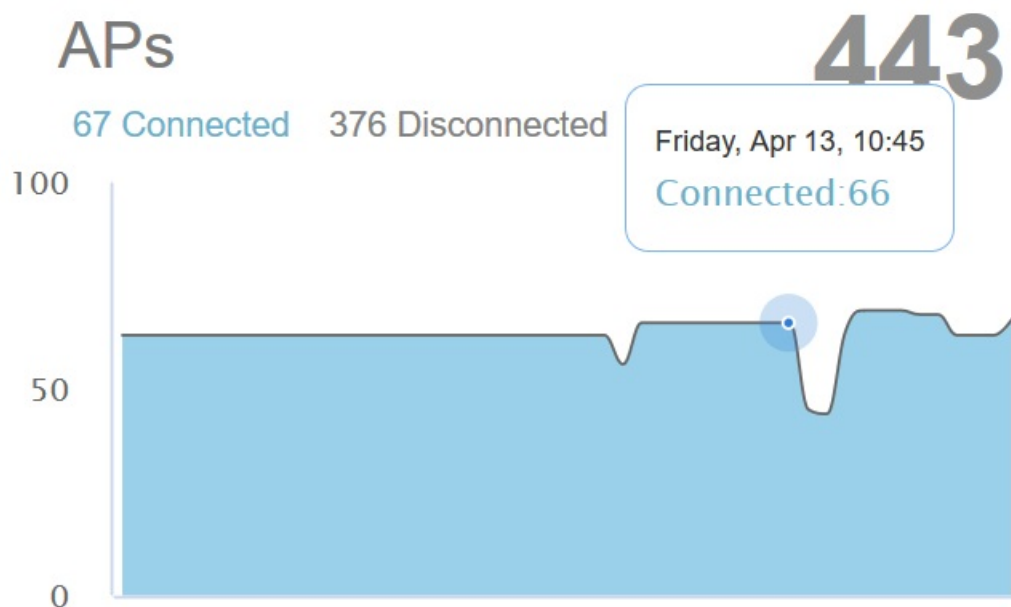 APs
443
67 Connected 376 Disconnected
Friday, Apr 13, 10:45
Connected:66
100
50
0